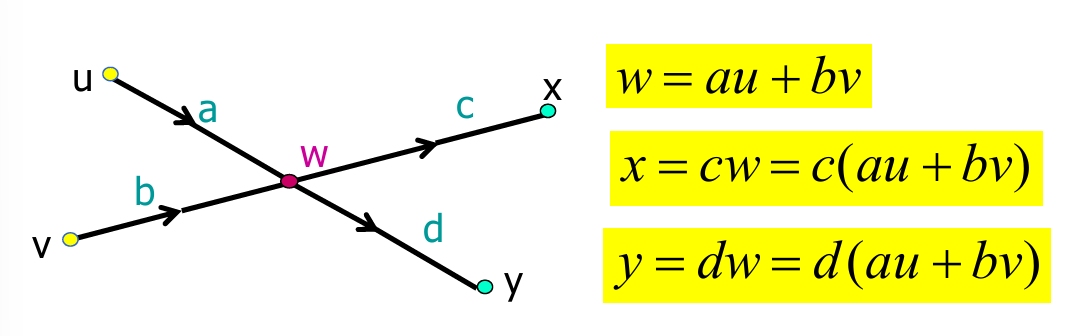 u
a
w
c
x
b
v
d
y
w = au + bv
x = cw = c(au + bv)
y = dw = d(au + bv)